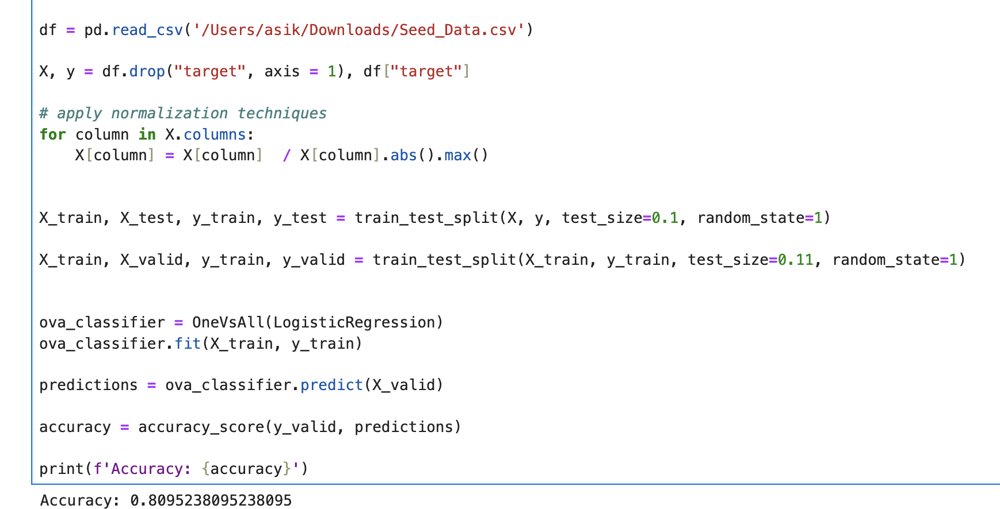 df = pd.read_csv('/Users/asik/Downloads/Seed_Data.csv')
X, y = df.drop("target", axis = 1), df["target"]
# apply normalization techniques
for column in X.columns:
    X[column] = X[column]  / X[column].abs().max()
X_train, X_test, y_train, y_test = train_test_split(X, y, test_size=0.1, random_state=1)
X_train, X_valid, y_train, y_valid = train_test_split(X_train, y_train, test_size=0.11, random_state=1)
ova_classifier = OneVsAll(LogisticRegression)
ova_classifier.fit(X_train, y_train)
predictions = ova_classifier.predict(X_valid)
accuracy = accuracy_score(y_valid, predictions)
print(f'Accuracy: {accuracy}')
Accuracy: 0.8095238095238095